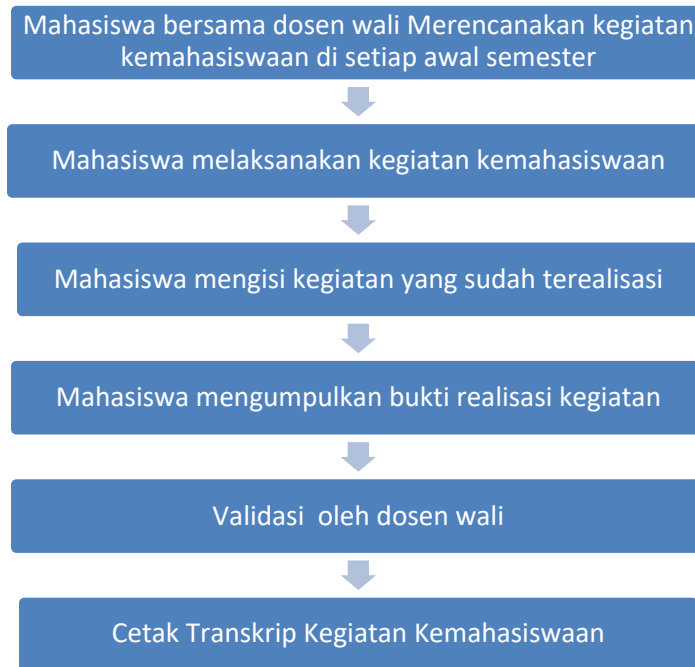 Mahasiswa bersama dosen wali Merencanakan kegiatan
kemahasiswaan di setiap awal semester
Mahasiswa melaksanakan kegiatan kemahasiswaan
Mahasiswa mengisi kegiatan yang sudah terealisasi
Mahasiswa mengumpulkan bukti realisasi kegiatan
Validasi oleh dosen wali
Cetak Transkrip Kegiatan Kemahasiswaan